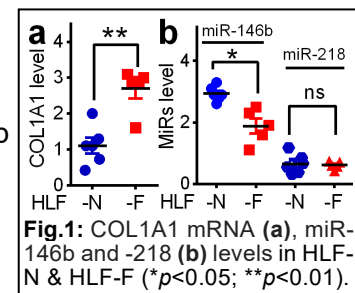 a
**
COL1A1 level
4
3
2
1
0
HLF -N -F
b
miR-146b
*
miR-218
ns
MiRs level
4
2
0
HLF -N -F -N -F
Fig.1: COL1A1 mRNA (a), miR-
146b and -218 (b) levels in HLF-
N & HLF-F (*p<0.05; **p<0.01).